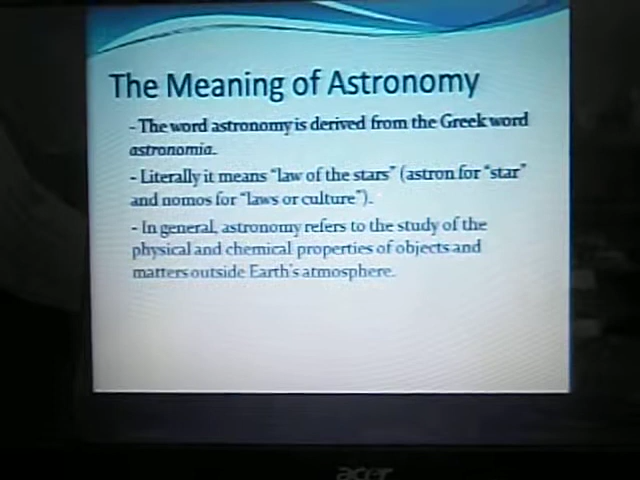 The Meaning of Astronomy
- The word astronomy is derived from the Greek word
astronomia.
- Literally it means “law of the stars” (astron for “star”
and nomos for “laws or culture”).
- In general, astronomy refers to the study of the
physical and chemical properties of objects and
matters outside Earth's atmosphere.
acer